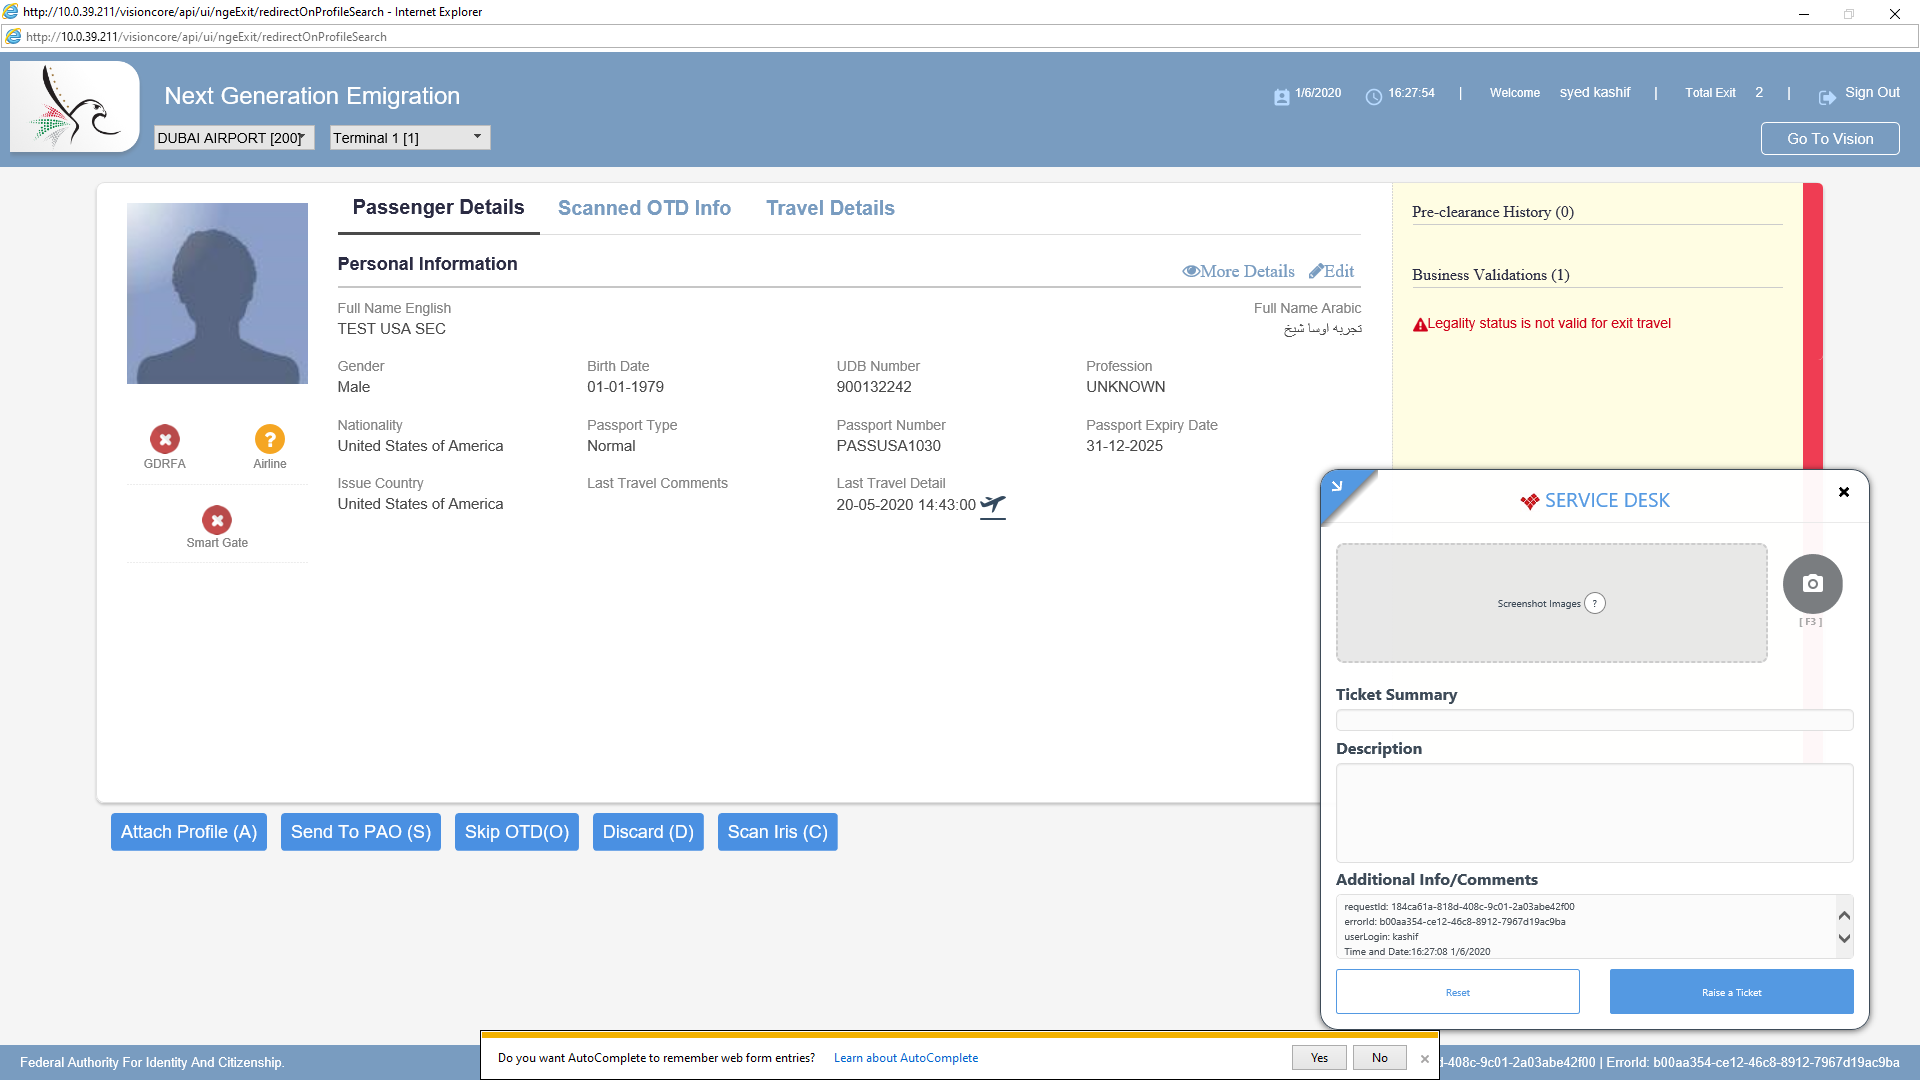 http://10.0.39.211/visioncore/api/ui/ngeExit/redirectOnProfileSearch - Internet Explorer
http://10.0.39.211/visioncore/api/ui/ngeExit/redirectOnProfileSearch
Next Generation Emigration
1/6/2020 16:27:54 | Welcome syed kashif | Total Exit 2 | Sign Out
DUBAI AIRPORT [200] Terminal 1 [1]
Go To Vision
Passenger Details Scanned OTD Info Travel Details
Personal Information
More Details Edit
Full Name English Full Name Arabic
TEST USA SEC تجربه اوسا شيخ
Gender Birth Date UDB Number Profession
Male 01-01-1979 900132242 UNKNOWN
Nationality Passport Type Passport Number Passport Expiry Date
United States of America Normal PASSUSA1030 31-12-2025
Issue Country Last Travel Comments Last Travel Detail
United States of America 20-05-2020 14:43:00
GDRFA Airline
Smart Gate
Pre-clearance History (0)
Business Validations (1)
Legality status is not valid for exit travel
Attach Profile (A) Send To PAO (S) Skip OTD(O) Discard (D) Scan Iris (C)
SERVICE DESK
Screenshot Images ?
[ F3 ]
Ticket Summary
Description
Additional Info/Comments
requestId: 184ca61a-818d-408c-9c01-2a03abe42f00
errorId: b00aa354-ce12-46c8-8912-7967d19ac9ba
userLogin: kashif
Time and Date:16:27:08 1/6/2020
Reset Raise a Ticket
Federal Authority For Identity And Citizenship.
Do you want AutoComplete to remember web form entries? Learn about AutoComplete Yes No
-408c-9c01-2a03abe42f00 | ErrorId: b00aa354-ce12-46c8-8912-7967d19ac9ba